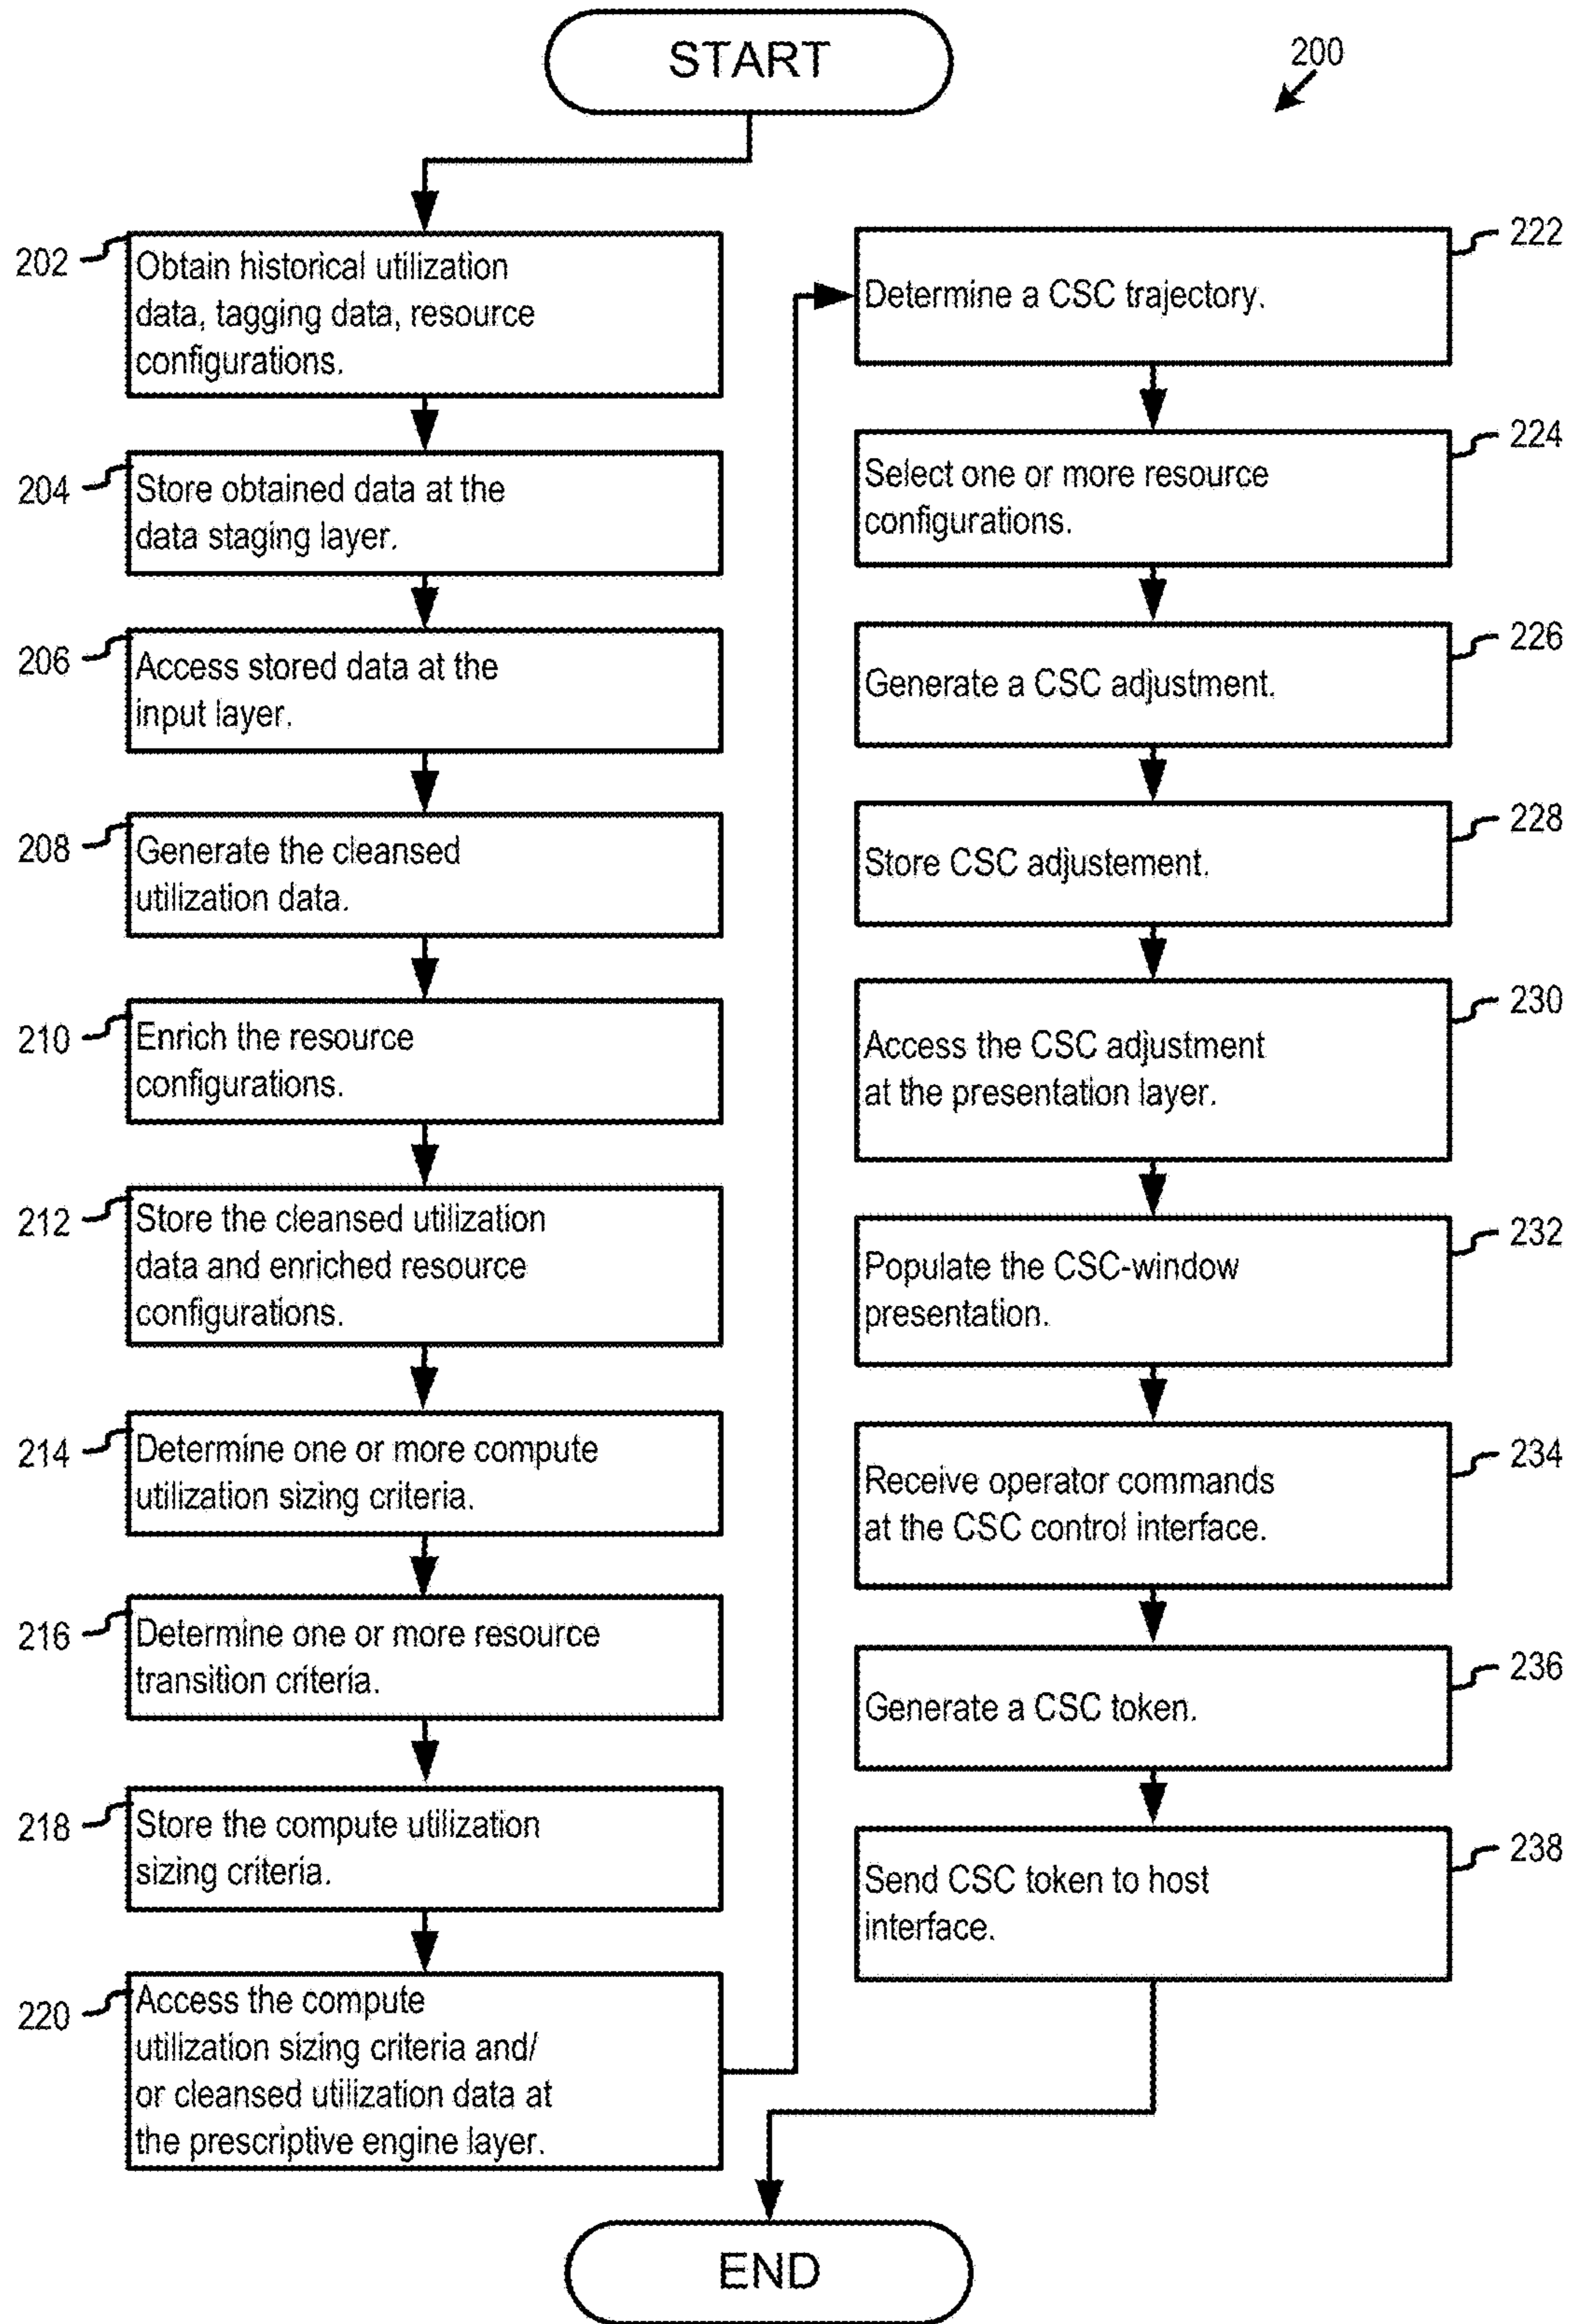 START
200
202
Obtain historical utilization
data, tagging data, resource
configurations.
204
Store obtained data at the
data staging layer.
206
Access stored data at the
input layer.
208
Generate the cleansed
utilization data.
210
Enrich the resource
configurations.
212
Store the cleansed utilization
data and enriched resource
configurations.
214
Determine one or more compute
utilization sizing criteria.
216
Determine one or more resource
transition criteria.
218
Store the compute utilization
sizing criteria.
220
Access the compute
utilization sizing criteria and/
or cleansed utilization data at
the prescriptive engine layer.
222
Determine a CSC trajectory.
224
Select one or more resource
configurations.
226
Generate a CSC adjustment.
228
Store CSC adjustement.
230
Access the CSC adjustment
at the presentation layer.
232
Populate the CSC-window
presentation.
234
Receive operator commands
at the CSC control interface.
236
Generate a CSC token.
238
Send CSC token to host
interface.
END